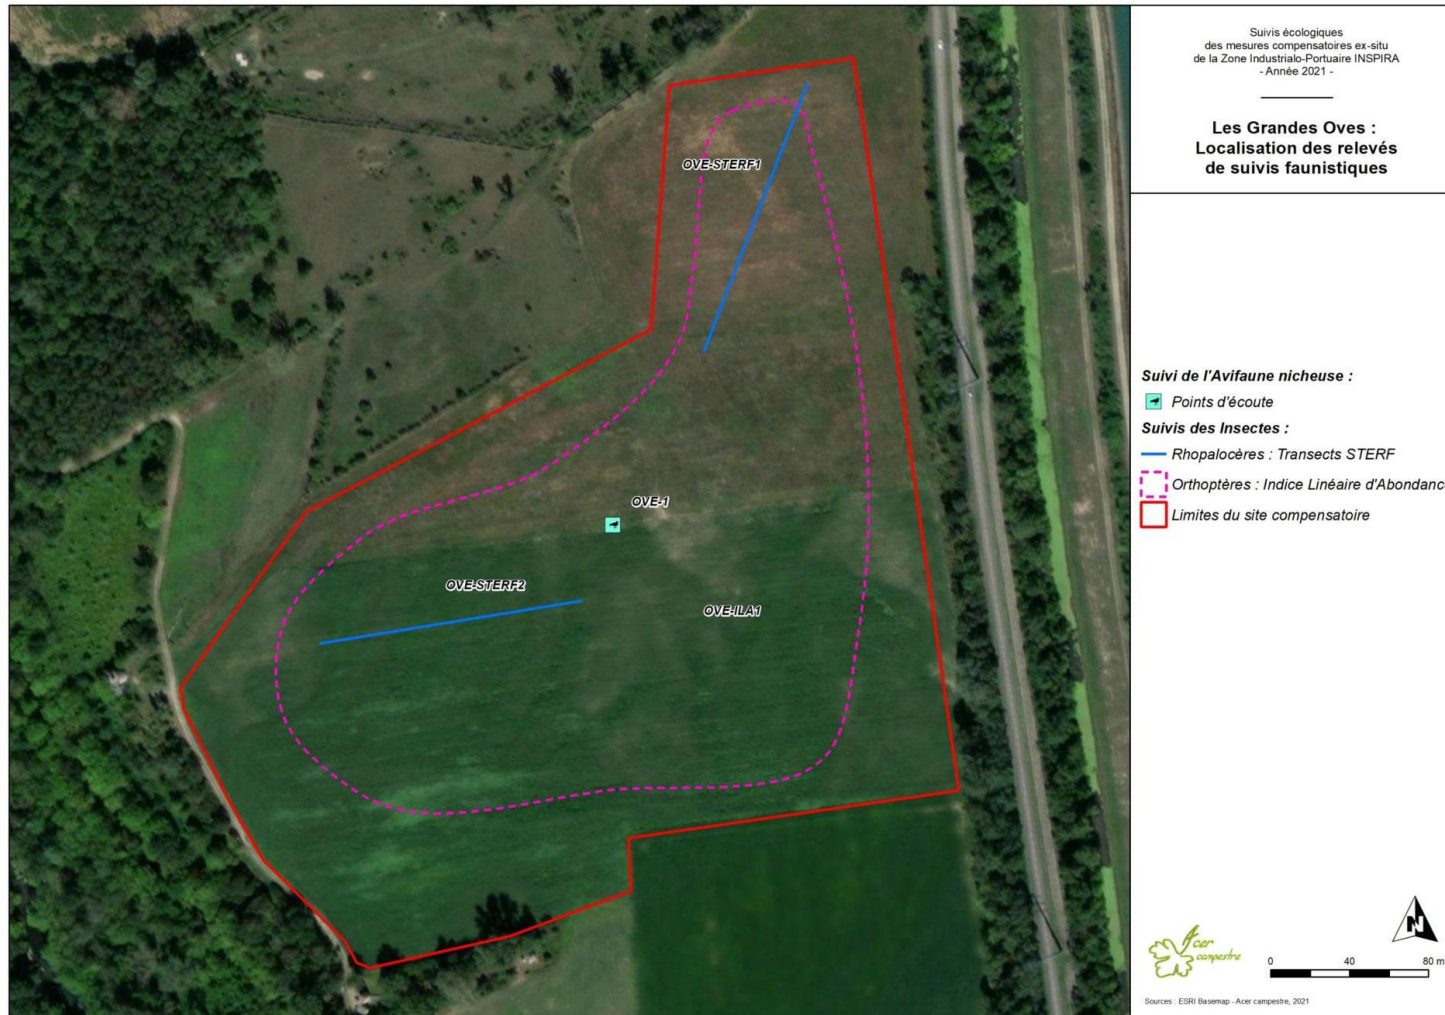 Suivis écologiques
des mesures compensatoires ex-situ
de la Zone Industrialo-Portuaire INSPIRA
- Année 2021 -
Les Grandes Oves :
Localisation des relevés
de suivis faunistiques
OVE-STERF1
OVE-1
OVE-STERF2
OVE-ILA1
Suivi de l'Avifaune nicheuse :
Points d'écoute
Suivis des Insectes :
Rhopalocères : Transects STERF
Orthoptères : Indice Linéaire d'Abondanc
Limites du site compensatoire
N
Acer
campestre
0 40 80 m
Sources : ESRI Basemap - Acer campestre, 2021